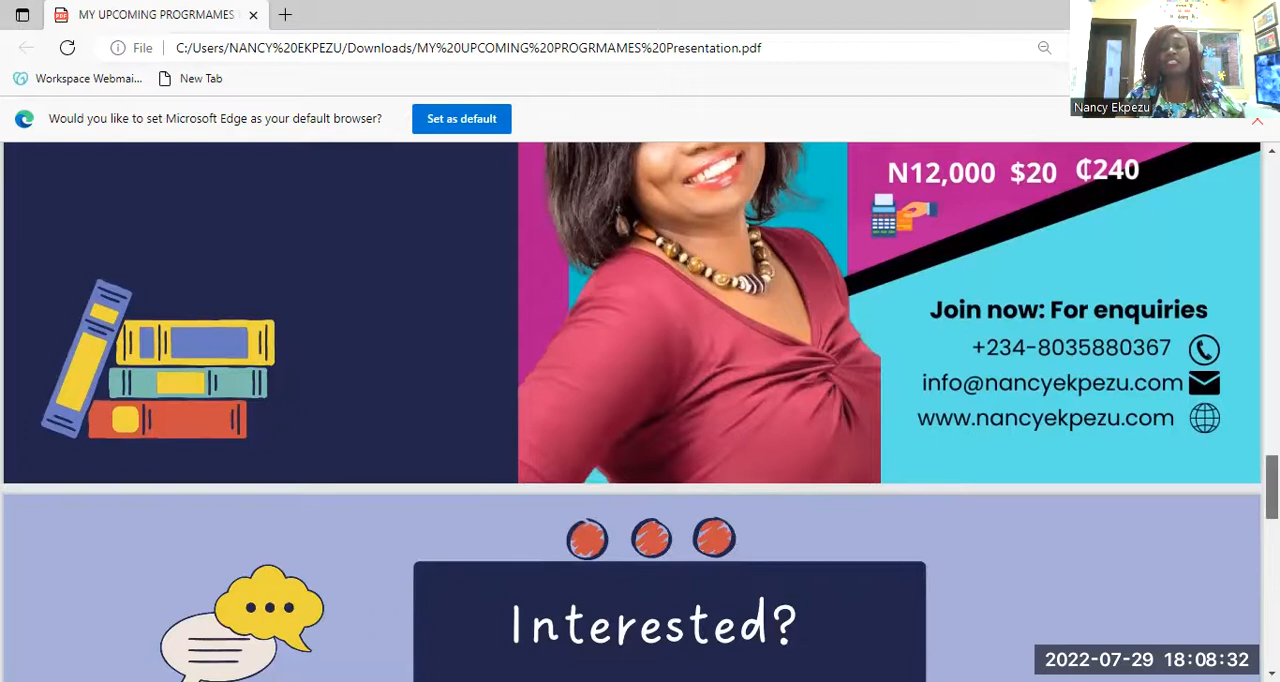 MY UPCOMING PROGRMAMES
File
C:/Users/NANCY%20EKPEZU/Downloads/MY%20UPCOMING%20PROGRMAMES%20Presentation.pdf
Workspace Webmai...
New Tab
Would you like to set Microsoft Edge as your default browser?
Set as default
Nancy Ekpezu
N12,000 $20 ₵240
Join now: For enquiries
+234-8035880367
info@nancyekpezu.com
www.nancyekpezu.com
Interested?
2022-07-29 18:08:32